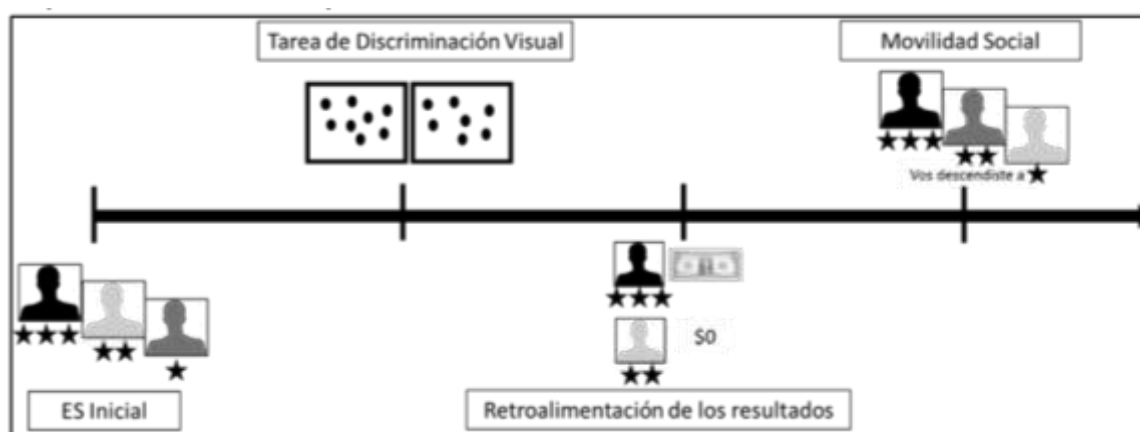 Tarea de Discriminación Visual
Movilidad Social
Vos descendiste a
$0
ES Inicial
Retroalimentación de los resultados